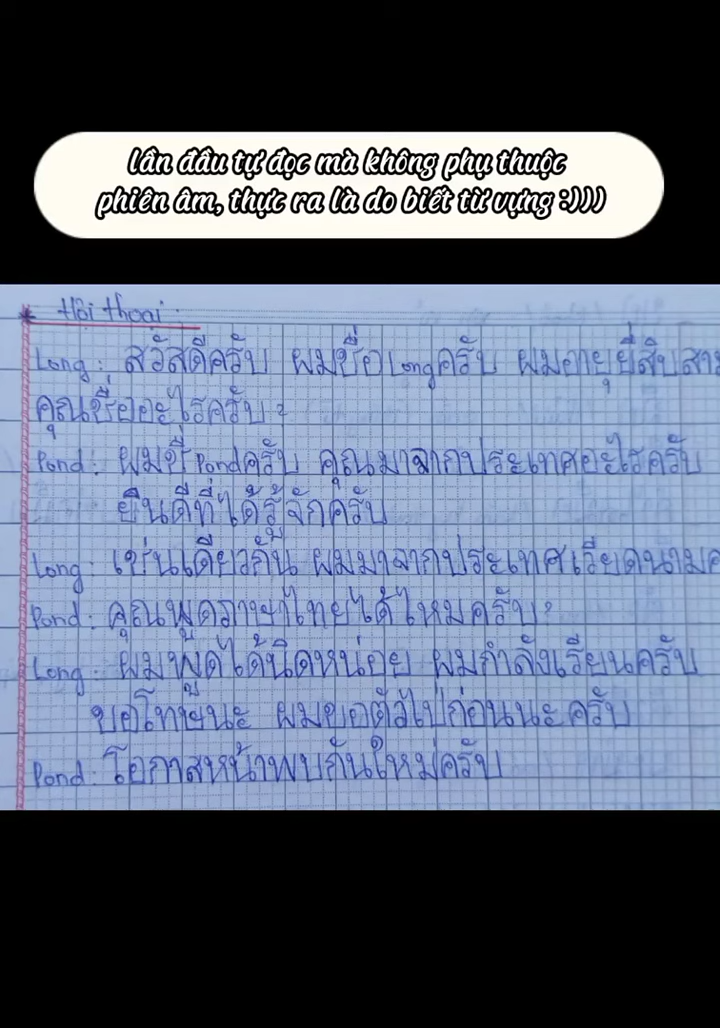 lần đầu tự đọc mà không phụ thuộc
phiên âm, thực ra là do biết từ vựng :)))
* Hội thoại :
Long : สวัสดีครับ ผมชื่อ Long ครับ ผมอายุยี่สิบสาม
คุณชื่ออะไรครับ ?
Pond : ผมชื่ Pond ครับ คุณมาจากประเทศอะไรครับ
ยินดีที่ได้รู้จักครับ
Long : เช่นเดียวกัน ผมมาจากประเทศเวียดนามค
Pond : คุณพูดภาษาไทยได้ไหมครับ ?
Long : ผมพูดได้นิดหน่อย ผมกำลังเรียนครับ
ขอโทษนะ ผมขอตัวไปก่อนนะครับ
Pond : โอกาสหน้าพบกันใหม่ครับ